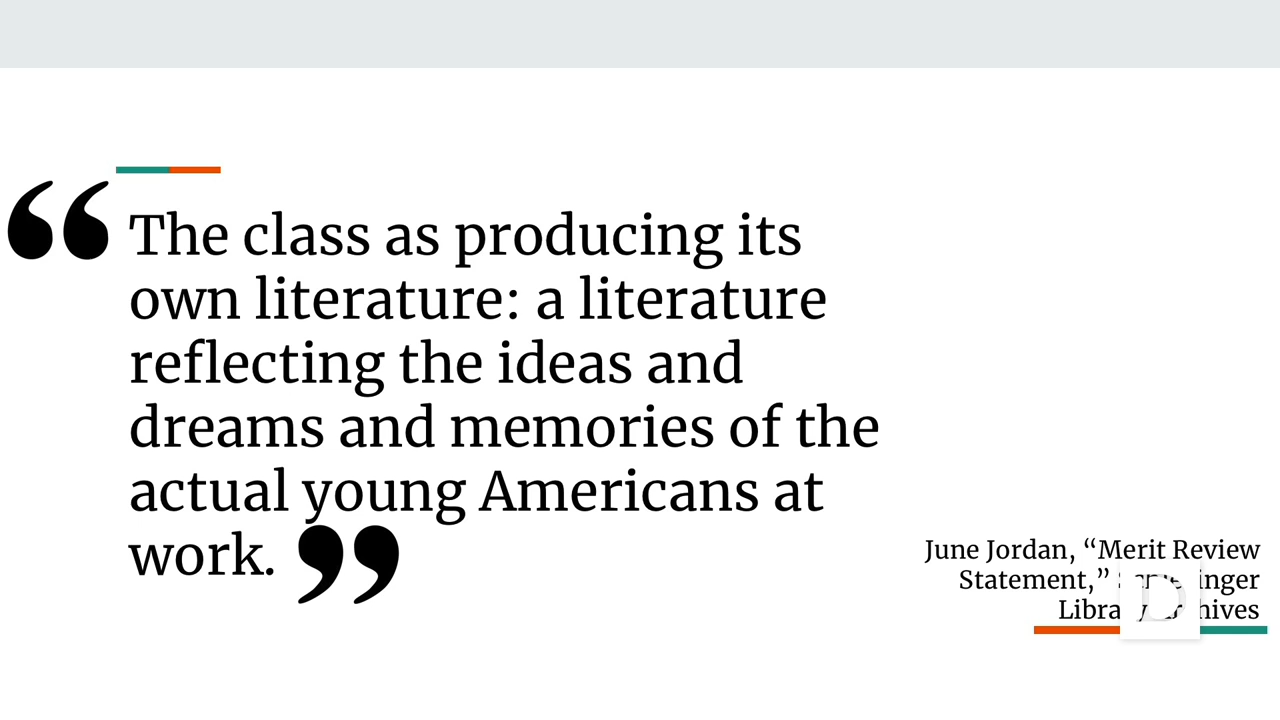 “
The class as producing its
own literature: a literature
reflecting the ideas and
dreams and memories of the
actual young Americans at
work. ”
June Jordan, “Merit Review
Statement,”